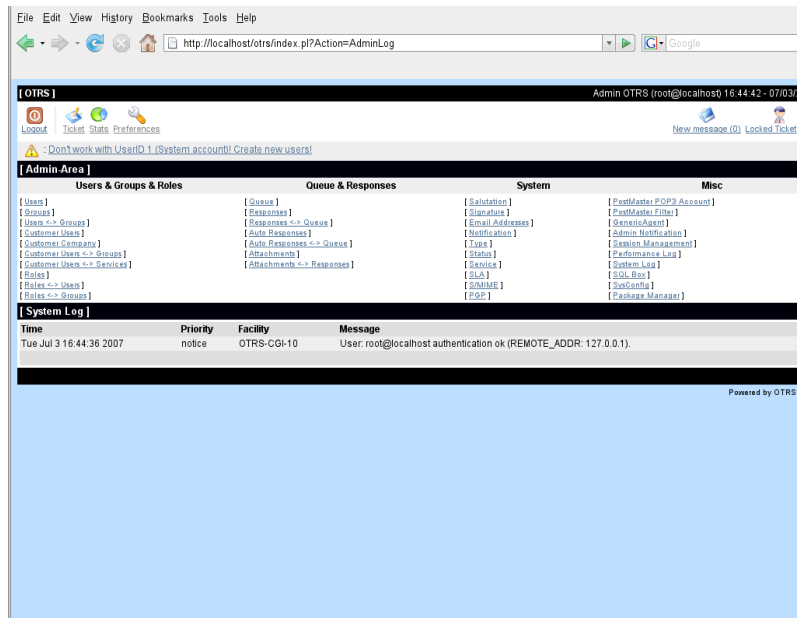 File Edit View History Bookmarks Tools Help
http://localhost/otrs/index.pl?Action=AdminLog
Google
[ OTRS ] Admin OTRS (root@localhost) 16:44:42 - 07/03/
Logout Ticket Stats Preferences New message (0) Locked Ticket
: Don't work with UserID 1 (System account)! Create new users!
[ Admin-Area ]
Users & Groups & Roles Queue & Responses System Misc
[ Users ] [ Queue ] [ Salutation ] [ PostMaster POP3 Account ]
[ Groups ] [ Responses ] [ Signature ] [ PostMaster Filter ]
[ Users <-> Groups ] [ Responses <-> Queue ] [ Email Addresses ] [ GenericAgent ]
[ Customer Users ] [ Auto Responses ] [ Notification ] [ Admin Notification ]
[ Customer Company ] [ Auto Responses <-> Queue ] [ Type ] [ Session Management ]
[ Customer Users <-> Groups ] [ Attachments ] [ Status ] [ Performance Log ]
[ Customer Users <-> Services ] [ Attachments <-> Responses ] [ Service ] [ System Log ]
[ Roles ] [ SLA ] [ SQL Box ]
[ Roles <-> Users ] [ S/MIME ] [ SysConfig ]
[ Roles <-> Groups ] [ PGP ] [ Package Manager ]
[ System Log ]
Time Priority Facility Message
Tue Jul 3 16:44:36 2007 notice OTRS-CGI-10 User: root@localhost authentication ok (REMOTE_ADDR: 127.0.0.1).
Powered by OTRS